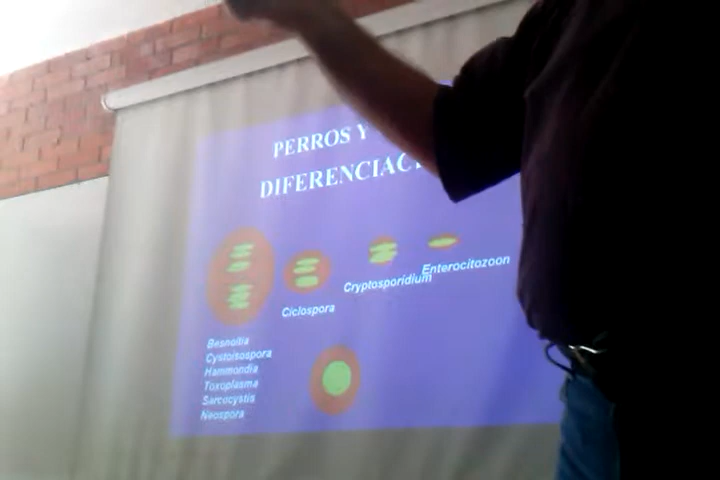 PERROS Y
DIFERENCIAC
Enterocitozoon
Cryptosporidium
Ciclospora
Besnoitia
Cystoisospora
Hammondia
Toxoplasma
Sarcocystis
Neospora